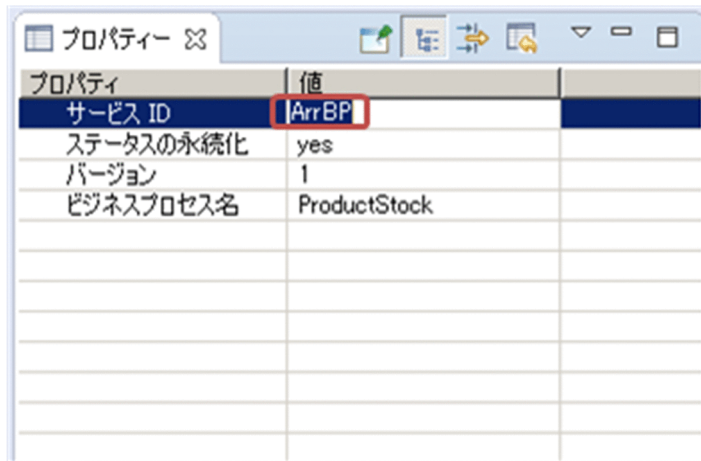 プロパティー
プロパティ 値
サービス ID ArrBP
ステータスの永続化 yes
バージョン 1
ビジネスプロセス名 ProductStock